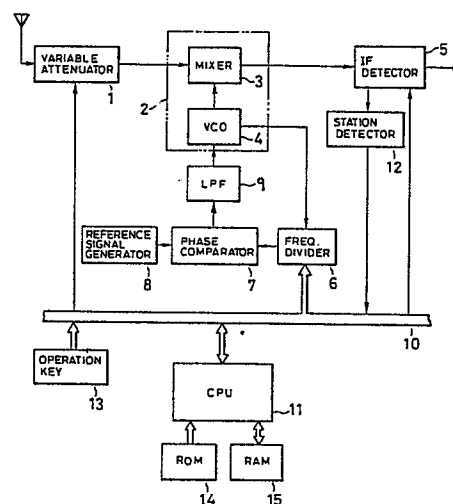 VARIABLE
ATTENUATOR
1
2
MIXER
3
VCO
4
IF
DETECTOR
5
STATION
DETECTOR
12
LPF
9
REFERENCE
SIGNAL
GENERATOR
8
PHASE
COMPARATOR
7
FREQ.
DIVIDER
6
10
OPERATION
KEY
13
CPU
11
ROM
14
RAM
15